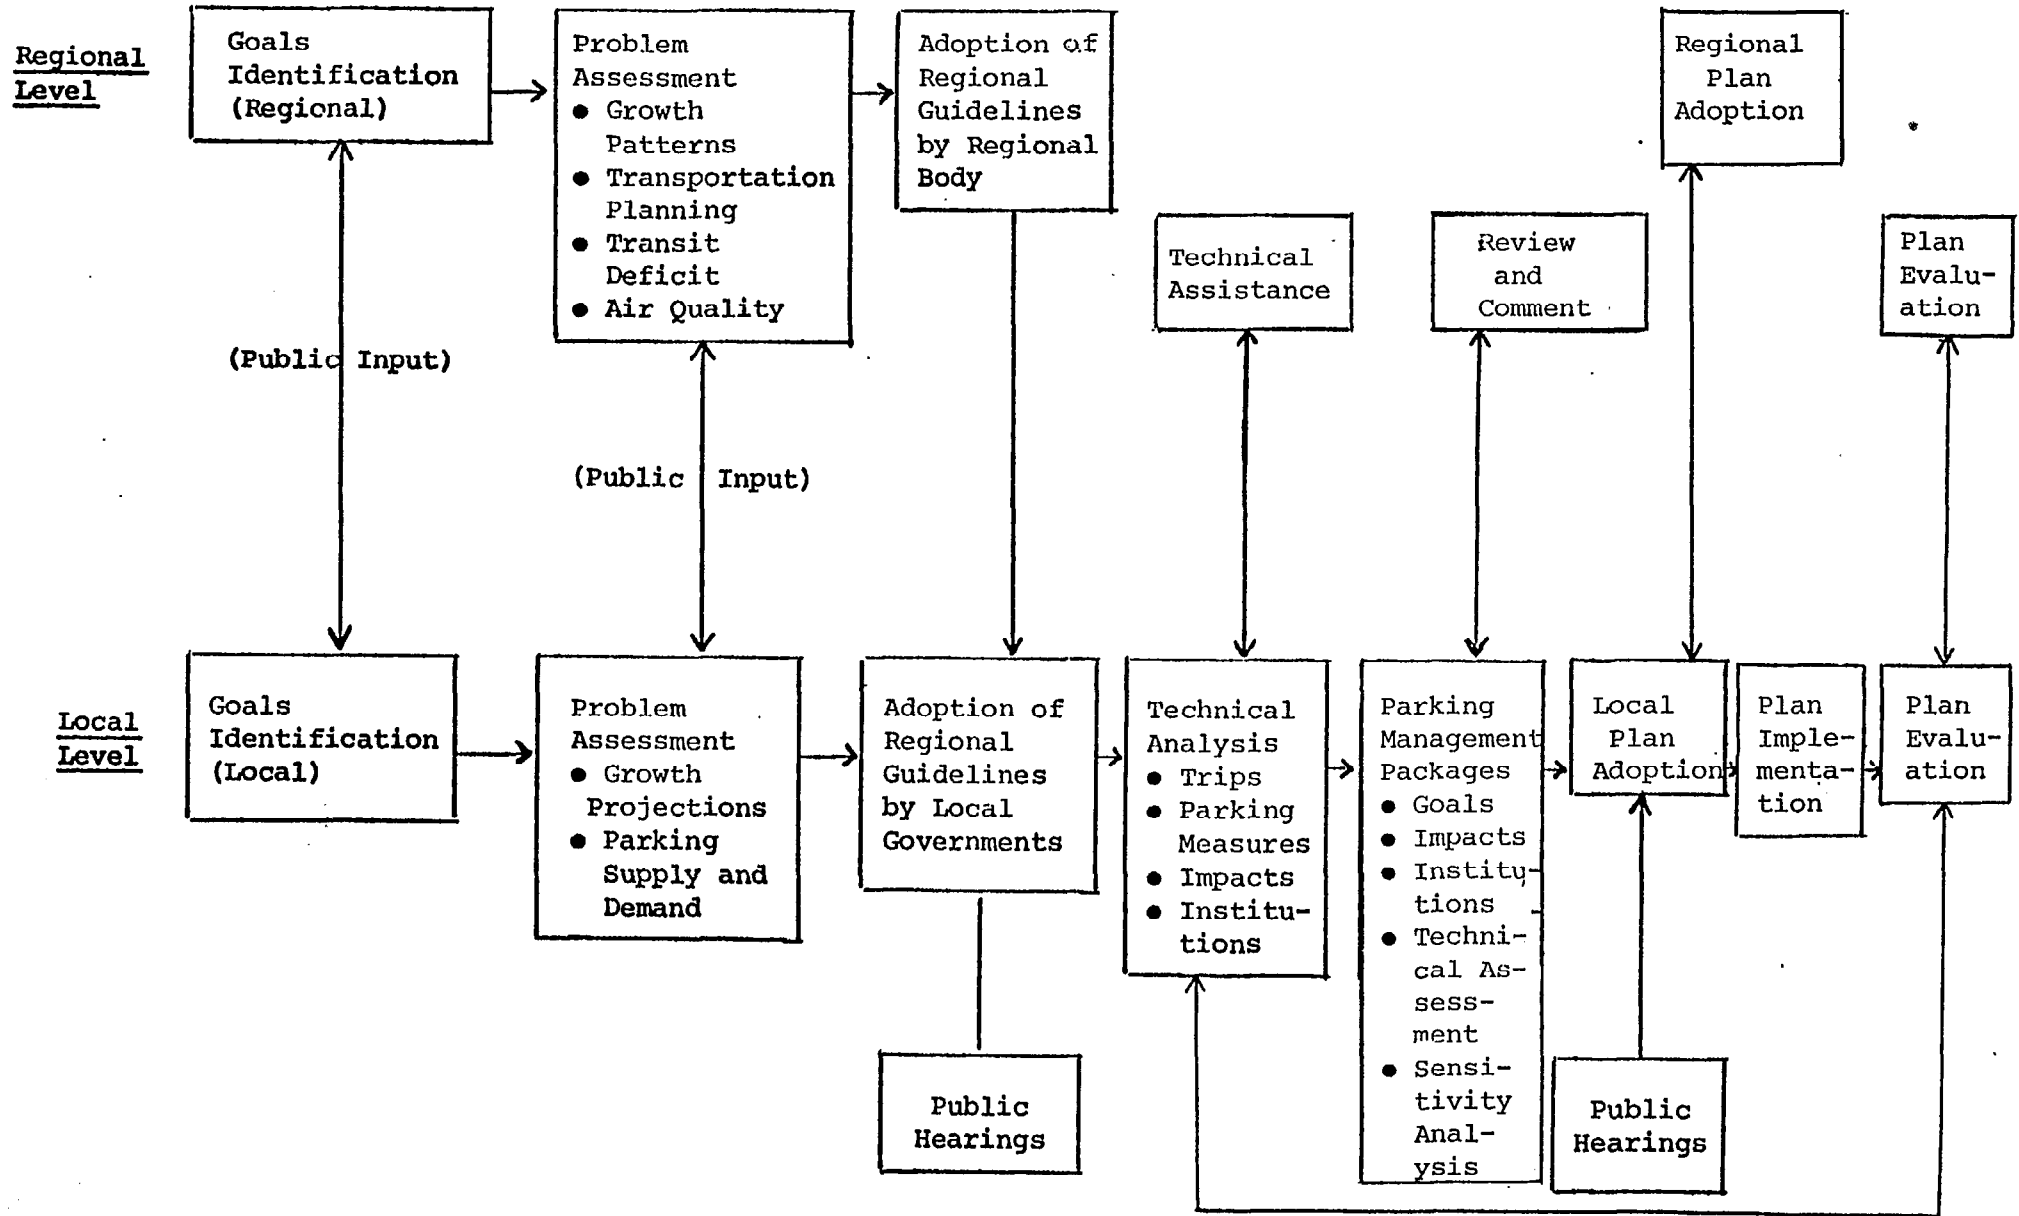 Regional
Level
Goals
Identification
(Regional)
Problem
Assessment
● Growth
Patterns
● Transportation
Planning
● Transit
Deficit
● Air Quality
Adoption of
Regional
Guidelines
by Regional
Body
Technical
Assistance
Review
and
Comment
Regional
Plan
Adoption
Plan
Evalu-
ation
(Public Input)
(Public Input)
Local
Level
Goals
Identification
(Local)
Problem
Assessment
● Growth
Projections
● Parking
Supply and
Demand
Adoption of
Regional
Guidelines
by Local
Governments
Technical
Analysis
● Trips
● Parking
Measures
● Impacts
● Institu-
tions
Parking
Management
Packages
● Goals
● Impacts
● Institu-
tions
● Techni-
cal As-
sess-
ment
● Sensi-
tivity
Anal-
ysis
Local
Plan
Adoption
Plan
Imple-
menta-
tion
Plan
Evalu-
ation
Public
Hearings
Public
Hearings